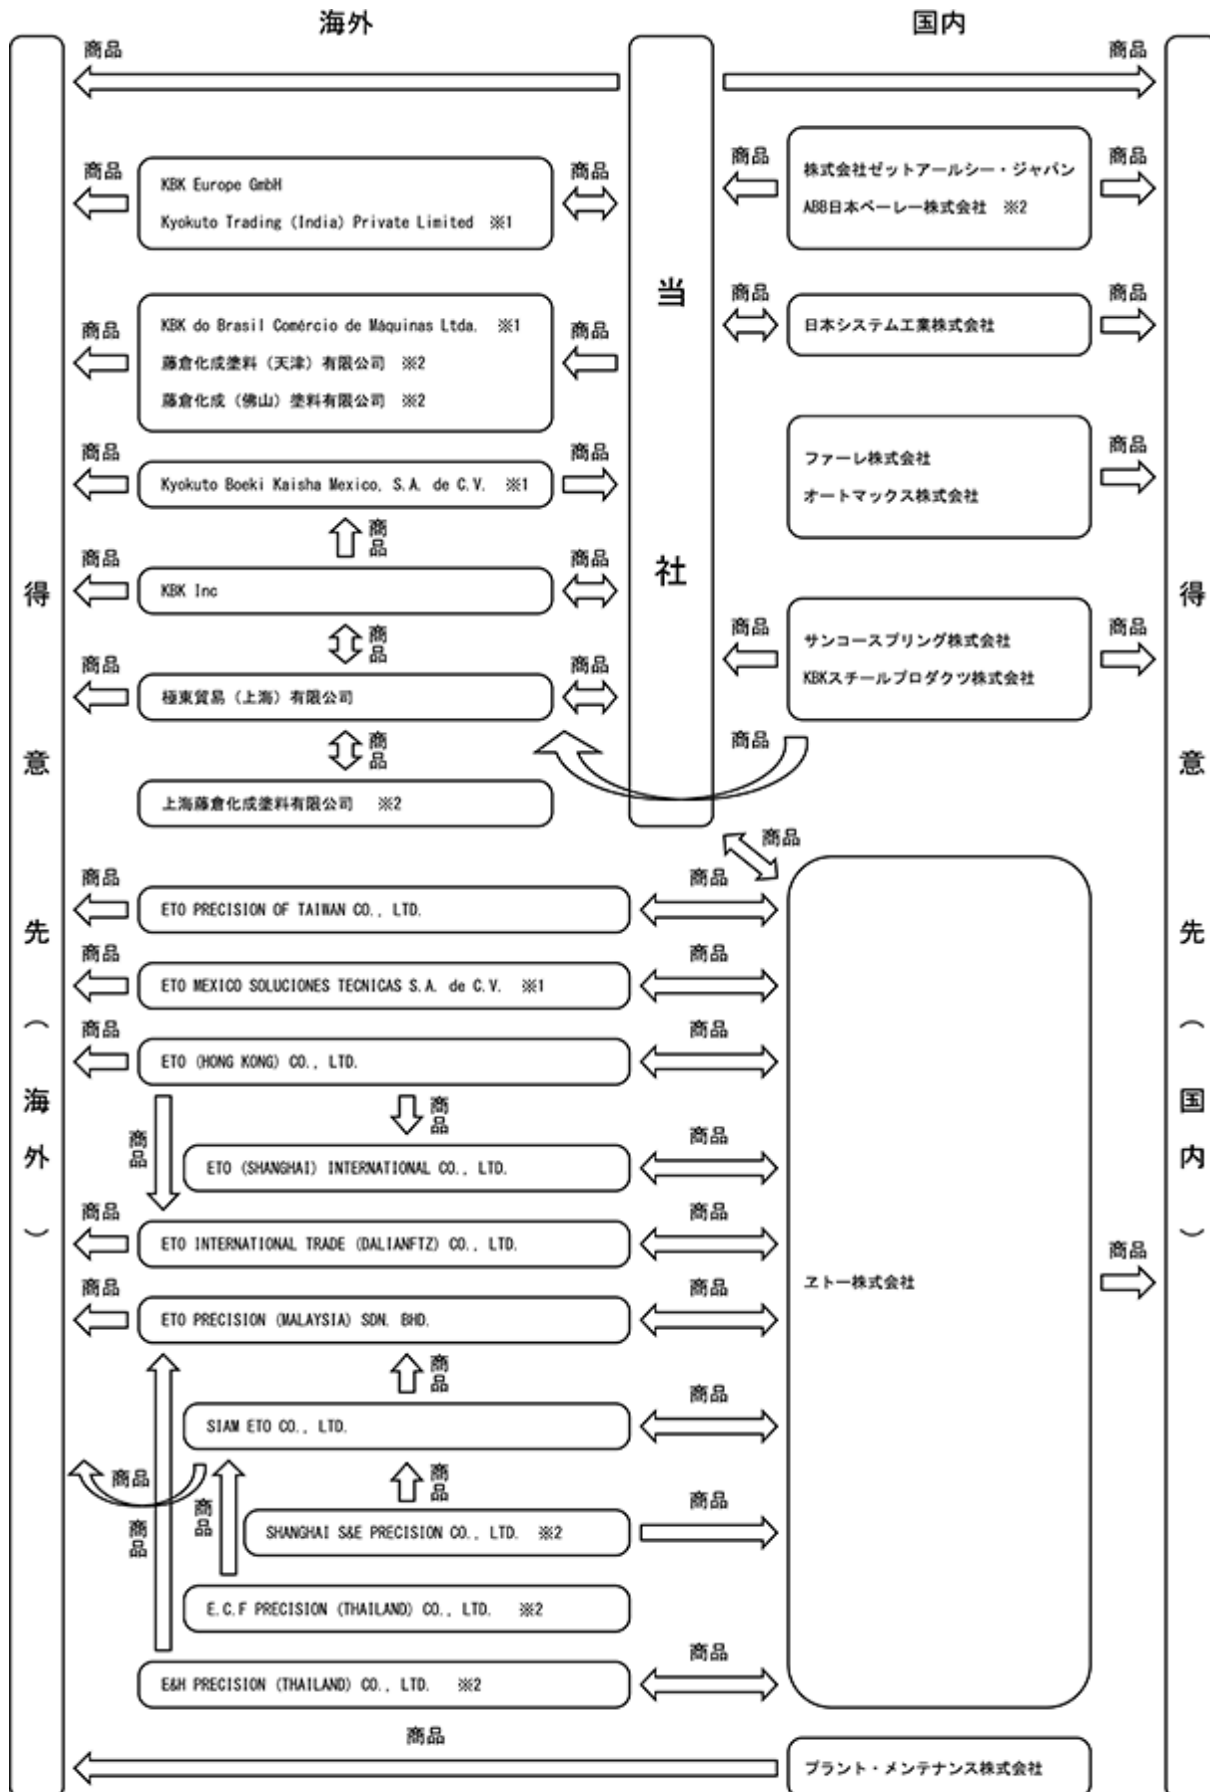 海外
国内
商品
商品
商品
KBK Europe GmbH
Kyokuto Trading (India) Private Limited ※1
商品
商品
株式会社ゼットアールシー・ジャパン
ABB日本ベーレー株式会社 ※2
商品
当社
商品
KBK do Brasil Comércio de Máquinas Ltda. ※1
藤倉化成塗料（天津）有限公司 ※2
藤倉化成（佛山）塗料有限公司 ※2
商品
商品
日本システム工業株式会社
商品
商品
Kyokuto Boeki Kaisha Mexico, S.A. de C.V. ※1
商品
ファーレ株式会社
オートマックス株式会社
商品
商品
商品
KBK Inc
商品
商品
商品
極東貿易（上海）有限公司
商品
商品
サンコースプリング株式会社
KBKスチールプロダクツ株式会社
商品
商品
商品
上海藤倉化成塗料有限公司 ※2
商品
商品
ETO PRECISION OF TAIWAN CO., LTD.
商品
商品
ETO MEXICO SOLUCIONES TECNICAS S.A. de C.V. ※1
商品
商品
ETO (HONG KONG) CO., LTD.
商品
商品
商品
ETO (SHANGHAI) INTERNATIONAL CO., LTD.
商品
商品
ETO INTERNATIONAL TRADE (DALIANFTZ) CO., LTD.
商品
ヱトー株式会社
商品
商品
ETO PRECISION (MALAYSIA) SDN. BHD.
商品
商品
SIAM ETO CO., LTD.
商品
商品
商品
商品
商品
SHANGHAI S&E PRECISION CO., LTD. ※2
商品
E.C.F PRECISION (THAILAND) CO., LTD. ※2
E&H PRECISION (THAILAND) CO., LTD. ※2
商品
商品
プラント・メンテナンス株式会社
得意先（海外）
得意先（国内）